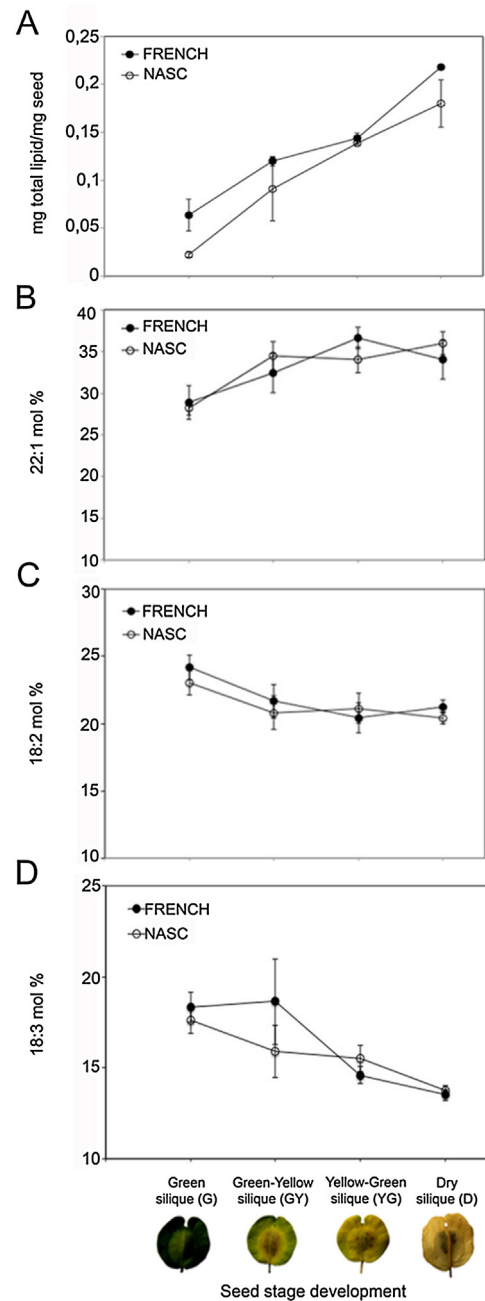 A
FRENCH
NASC
mg total lipid/mg seed
0,25
0,2
0,15
0,1
0,05
0
B
FRENCH
NASC
22:1 mol %
40
35
30
25
20
15
10
C
FRENCH
NASC
18:2 mol %
30
25
20
15
10
D
FRENCH
NASC
18:3 mol %
25
20
15
10
Green
silique (G)
Green-Yellow
silique (GY)
Yellow-Green
silique (YG)
Dry
silique (D)
Seed stage development